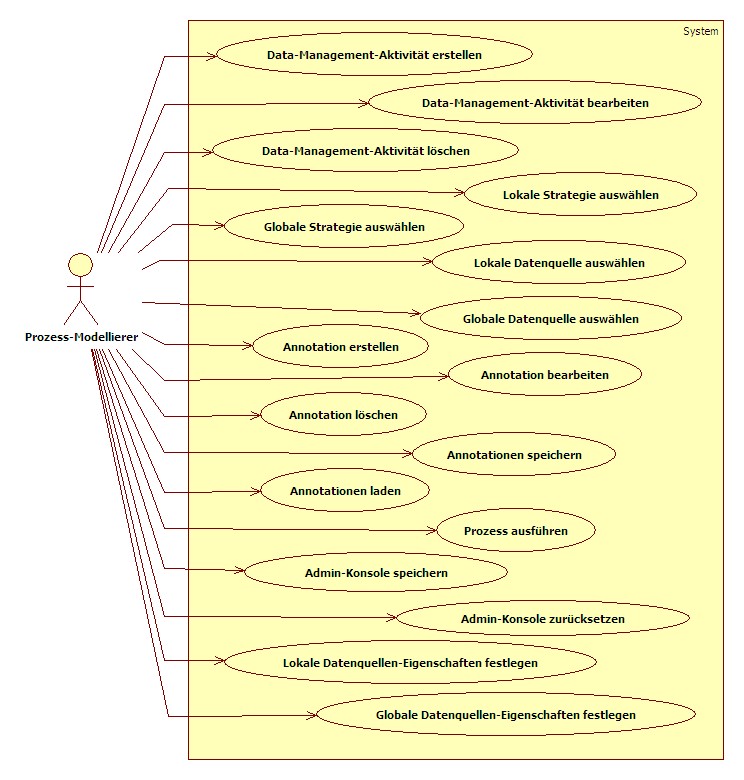 System
Data-Management-Aktivität erstellen
Data-Management-Aktivität bearbeiten
Data-Management-Aktivität löschen
Lokale Strategie auswählen
Globale Strategie auswählen
Lokale Datenquelle auswählen
Globale Datenquelle auswählen
Prozess-Modellierer
Annotation erstellen
Annotation bearbeiten
Annotation löschen
Annotationen speichern
Annotationen laden
Prozess ausführen
Admin-Konsole speichern
Admin-Konsole zurücksetzen
Lokale Datenquellen-Eigenschaften festlegen
Globale Datenquellen-Eigenschaften festlegen